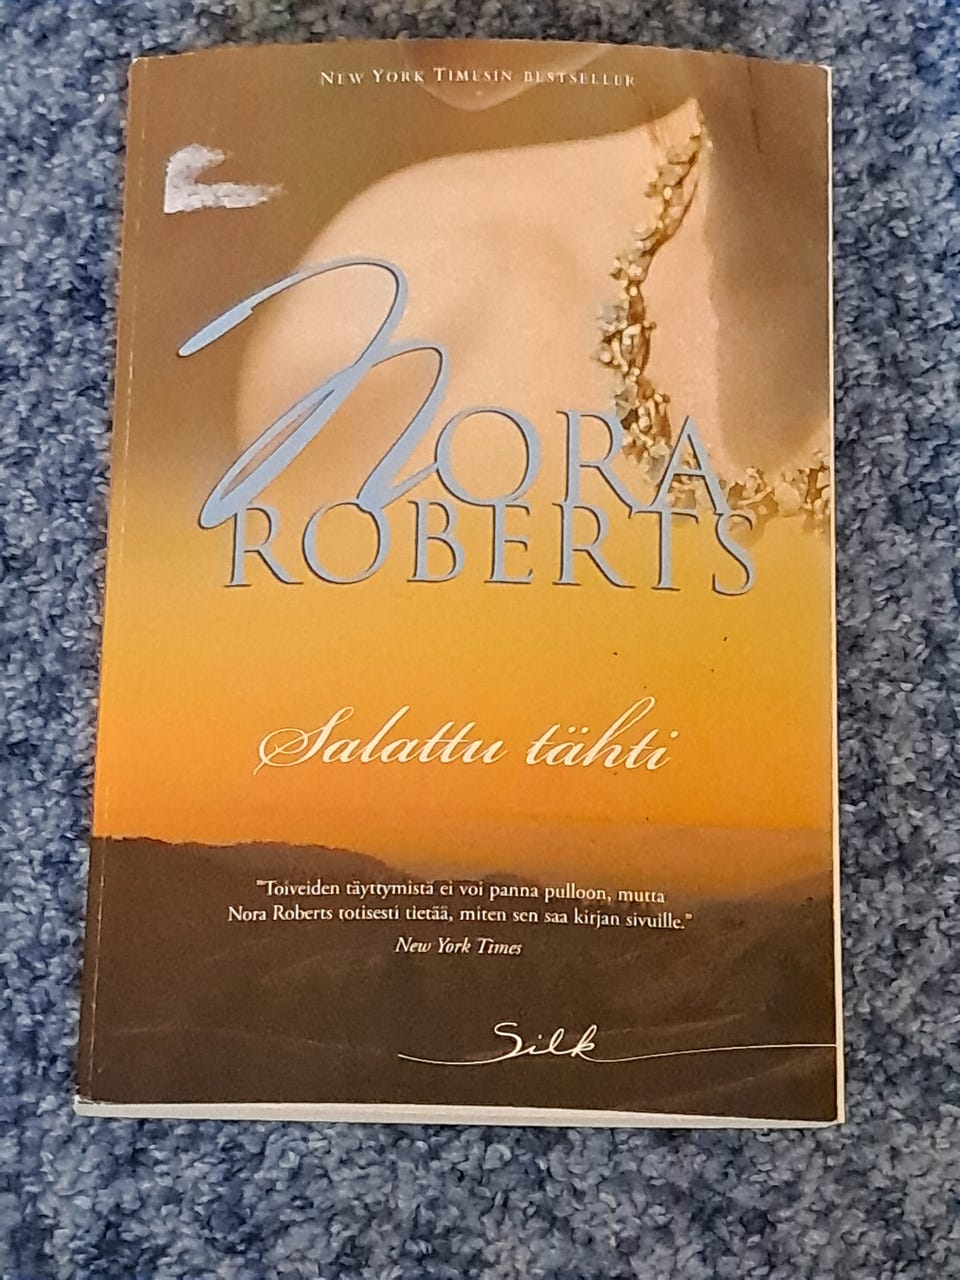 New York Timesin bestseller
Nora
Roberts
Salattu tähti
"Toiveiden täyttymistä ei voi panna pulloon, mutta
Nora Roberts totisesti tietää, miten sen saa kirjan sivuille."
New York Times
Silk